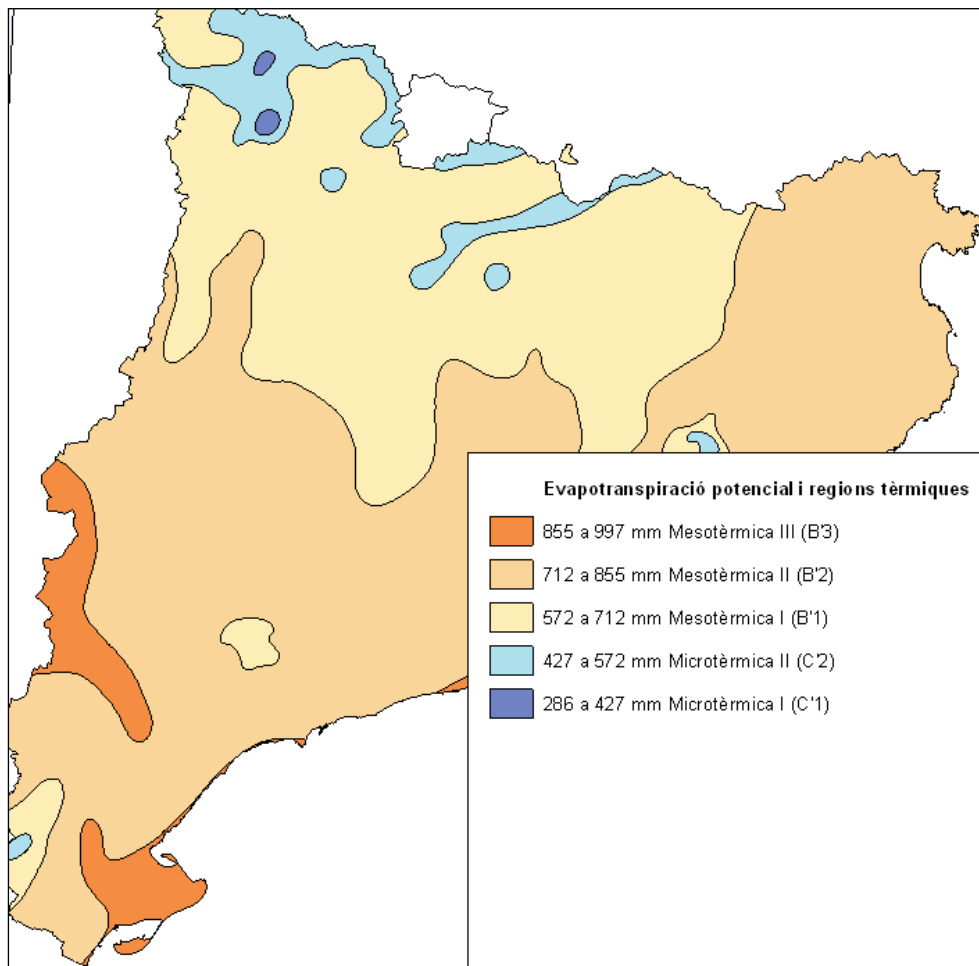 Evapotranspiració potencial i regions tèrmiques
855 a 997 mm Mesotèrmica III (B'3)
712 a 855 mm Mesotèrmica II (B'2)
572 a 712 mm Mesotèrmica I (B'1)
427 a 572 mm Microtèrmica II (C'2)
286 a 427 mm Microtèrmica I (C'1)